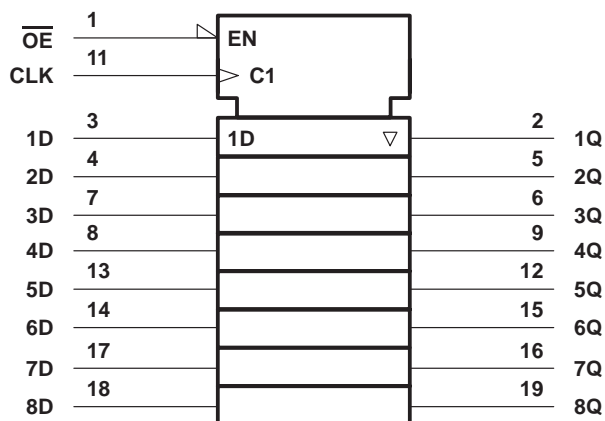 1
OE EN
11
CLK C1
3 2
1D 1D 1Q
4 5
2D 2Q
7 6
3D 3Q
8 9
4D 4Q
13 12
5D 5Q
14 15
6D 6Q
17 16
7D 7Q
18 19
8D 8Q